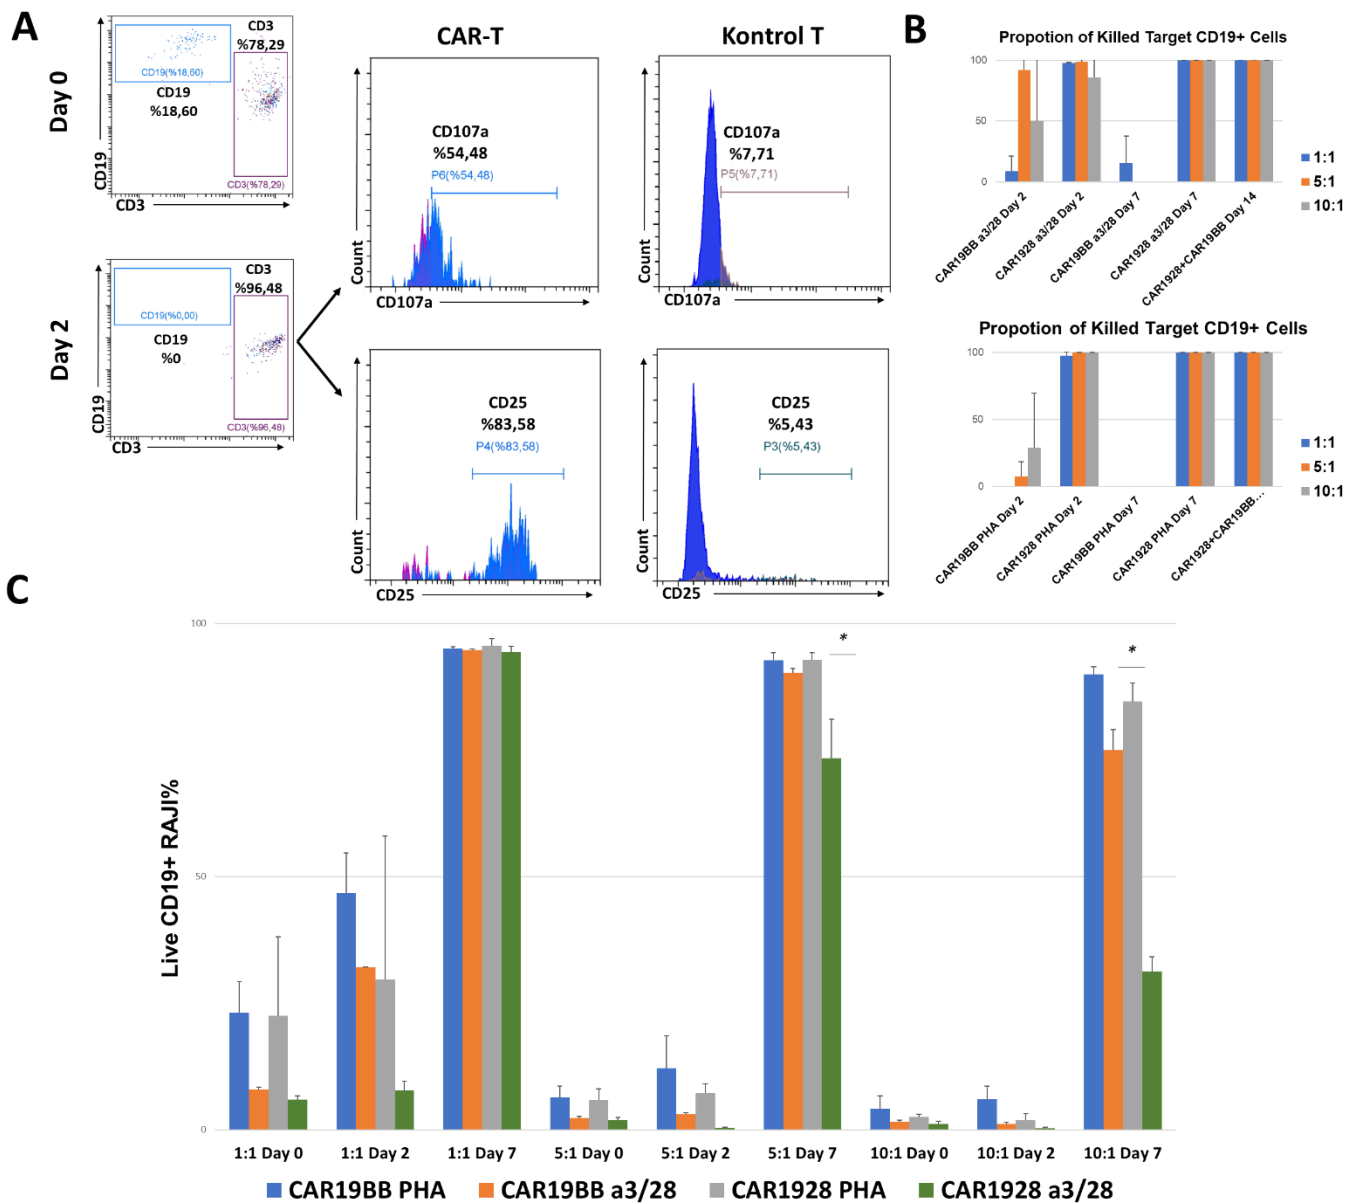 A
B
Day 0
CD3
%78,29
CD19(%18,60)
CD19
%18,60
CD3(%78,29)
CD19
CD3
CAR-T
CD107a
%54,48
P6(%54,48)
Count
CD107a
Kontrol T
CD107a
%7,71
P5(%7,71)
Count
CD107a
Day 2
CD3
%96,48
CD19(%0,00)
CD19
%0
CD3(%96,48)
CD19
CD3
CD25
%83,58
P4(%83,58)
Count
CD25
CD25
%5,43
P3(%5,43)
Count
CD25
Propotion of Killed Target CD19+ Cells
100
50
0
CAR19BB a3/28 Day 2
CAR1928 a3/28 Day 2
CAR19BB a3/28 Day 7
CAR1928 a3/28 Day 7
CAR1928+CAR19BB Day 14
1:1
5:1
10:1
Propotion of Killed Target CD19+ Cells
100
50
0
CAR19BB PHA Day 2
CAR1928 PHA Day 2
CAR19BB PHA Day 7
CAR1928 PHA Day 7
CAR1928+CAR19BB...
1:1
5:1
10:1
C
Live CD19+ RAJI%
100
50
0
*
*
1:1 Day 0
1:1 Day 2
1:1 Day 7
5:1 Day 0
5:1 Day 2
5:1 Day 7
10:1 Day 0
10:1 Day 2
10:1 Day 7
CAR19BB PHA
CAR19BB a3/28
CAR1928 PHA
CAR1928 a3/28